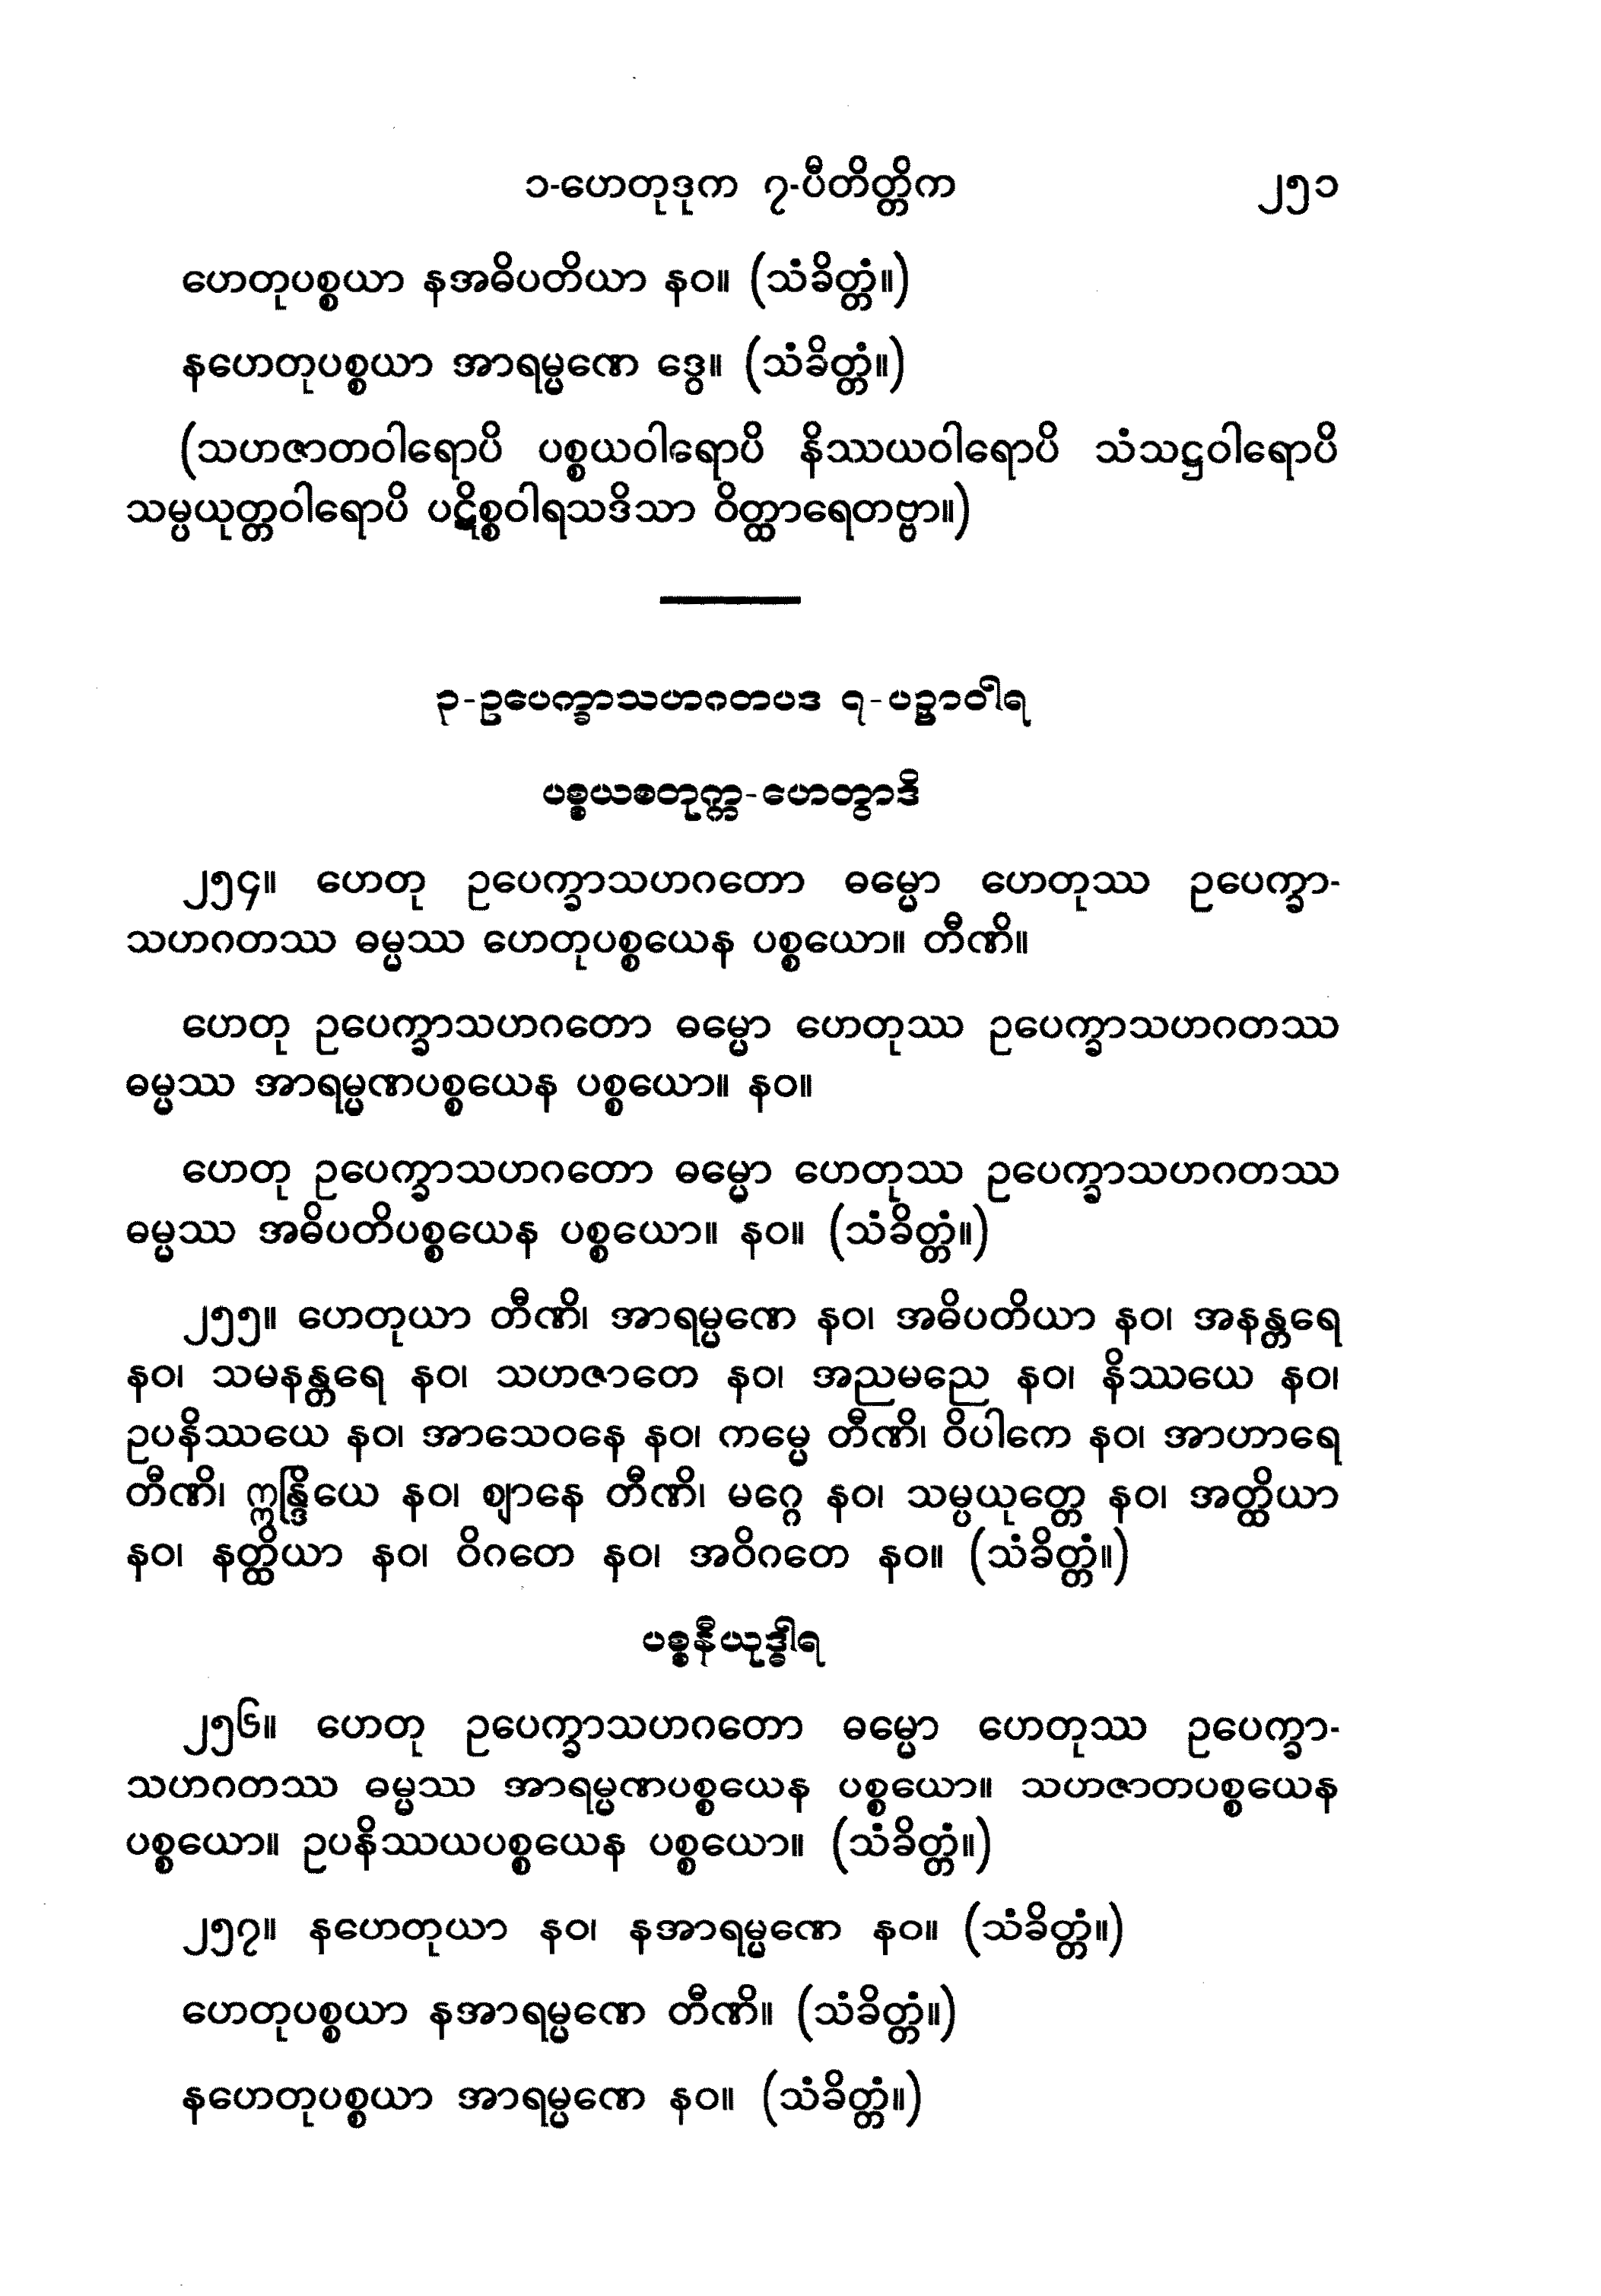 ၁-ဟေတုဒုက ၇-ပီတိတ္တိက ၂၅၁
ဟေတုပစ္စယာ နအဓိပတိယာ နဝ။ (သံခိတ္တံ။)
နဟေတုပစ္စယာ အာရမ္မဏေ ဒွေ။ (သံခိတ္တံ။)
(သဟဇာတဝါရောပိ ပစ္စယဝါရောပိ နိဿယဝါရောပိ သံသဋ္ဌဝါရောပိ
သမ္ပယုတ္တဝါရောပိ ပဋိစ္စဝါရသဒိသာ ဝိတ္ထာရေတဗ္ဗာ။)
၃-ဥပေက္ခာသဟဂတပဒ ၇-ပဉှာဝါရ
ပစ္စယစတုက္က-ဟေတွာဒိ
၂၅၄။ ဟေတု ဥပေက္ခာသဟဂတော ဓမ္မော ဟေတုဿ ဥပေက္ခာ-
သဟဂတဿ ဓမ္မဿ ဟေတုပစ္စယေန ပစ္စယော။ တီဏိ။
ဟေတု ဥပေက္ခာသဟဂတော ဓမ္မော ဟေတုဿ ဥပေက္ခာသဟဂတဿ
ဓမ္မဿ အာရမ္မဏပစ္စယေန ပစ္စယော။ နဝ။
ဟေတု ဥပေက္ခာသဟဂတော ဓမ္မော ဟေတုဿ ဥပေက္ခာသဟဂတဿ
ဓမ္မဿ အဓိပတိပစ္စယေန ပစ္စယော။ နဝ။ (သံခိတ္တံ။)
၂၅၅။ ဟေတုယာ တီဏိ၊ အာရမ္မဏေ နဝ၊ အဓိပတိယာ နဝ၊ အနန္တရေ
နဝ၊ သမနန္တရေ နဝ၊ သဟဇာတေ နဝ၊ အညမညေ နဝ၊ နိဿယေ နဝ၊
ဥပနိဿယေ နဝ၊ အာသေဝနေ နဝ၊ ကမ္မေ တီဏိ၊ ဝိပါကေ နဝ၊ အာဟာရေ
တီဏိ၊ ဣန္ဒြိယေ နဝ၊ ဈာနေ တီဏိ၊ မဂ္ဂေ နဝ၊ သမ္ပယုတ္တေ နဝ၊ အတ္ထိယာ
နဝ၊ နတ္ထိယာ နဝ၊ ဝိဂတေ နဝ၊ အဝိဂတေ နဝ။ (သံခိတ္တံ။)
ပစ္စနီယုဒ္ဓါရ
၂၅၆။ ဟေတု ဥပေက္ခာသဟဂတော ဓမ္မော ဟေတုဿ ဥပေက္ခာ-
သဟဂတဿ ဓမ္မဿ အာရမ္မဏပစ္စယေန ပစ္စယော။ သဟဇာတပစ္စယေန
ပစ္စယော။ ဥပနိဿယပစ္စယေန ပစ္စယော။ (သံခိတ္တံ။)
၂၅၇။ နဟေတုယာ နဝ၊ နအာရမ္မဏေ နဝ။ (သံခိတ္တံ။)
ဟေတုပစ္စယာ နအာရမ္မဏေ တီဏိ။ (သံခိတ္တံ။)
နဟေတုပစ္စယာ အာရမ္မဏေ နဝ။ (သံခိတ္တံ။)